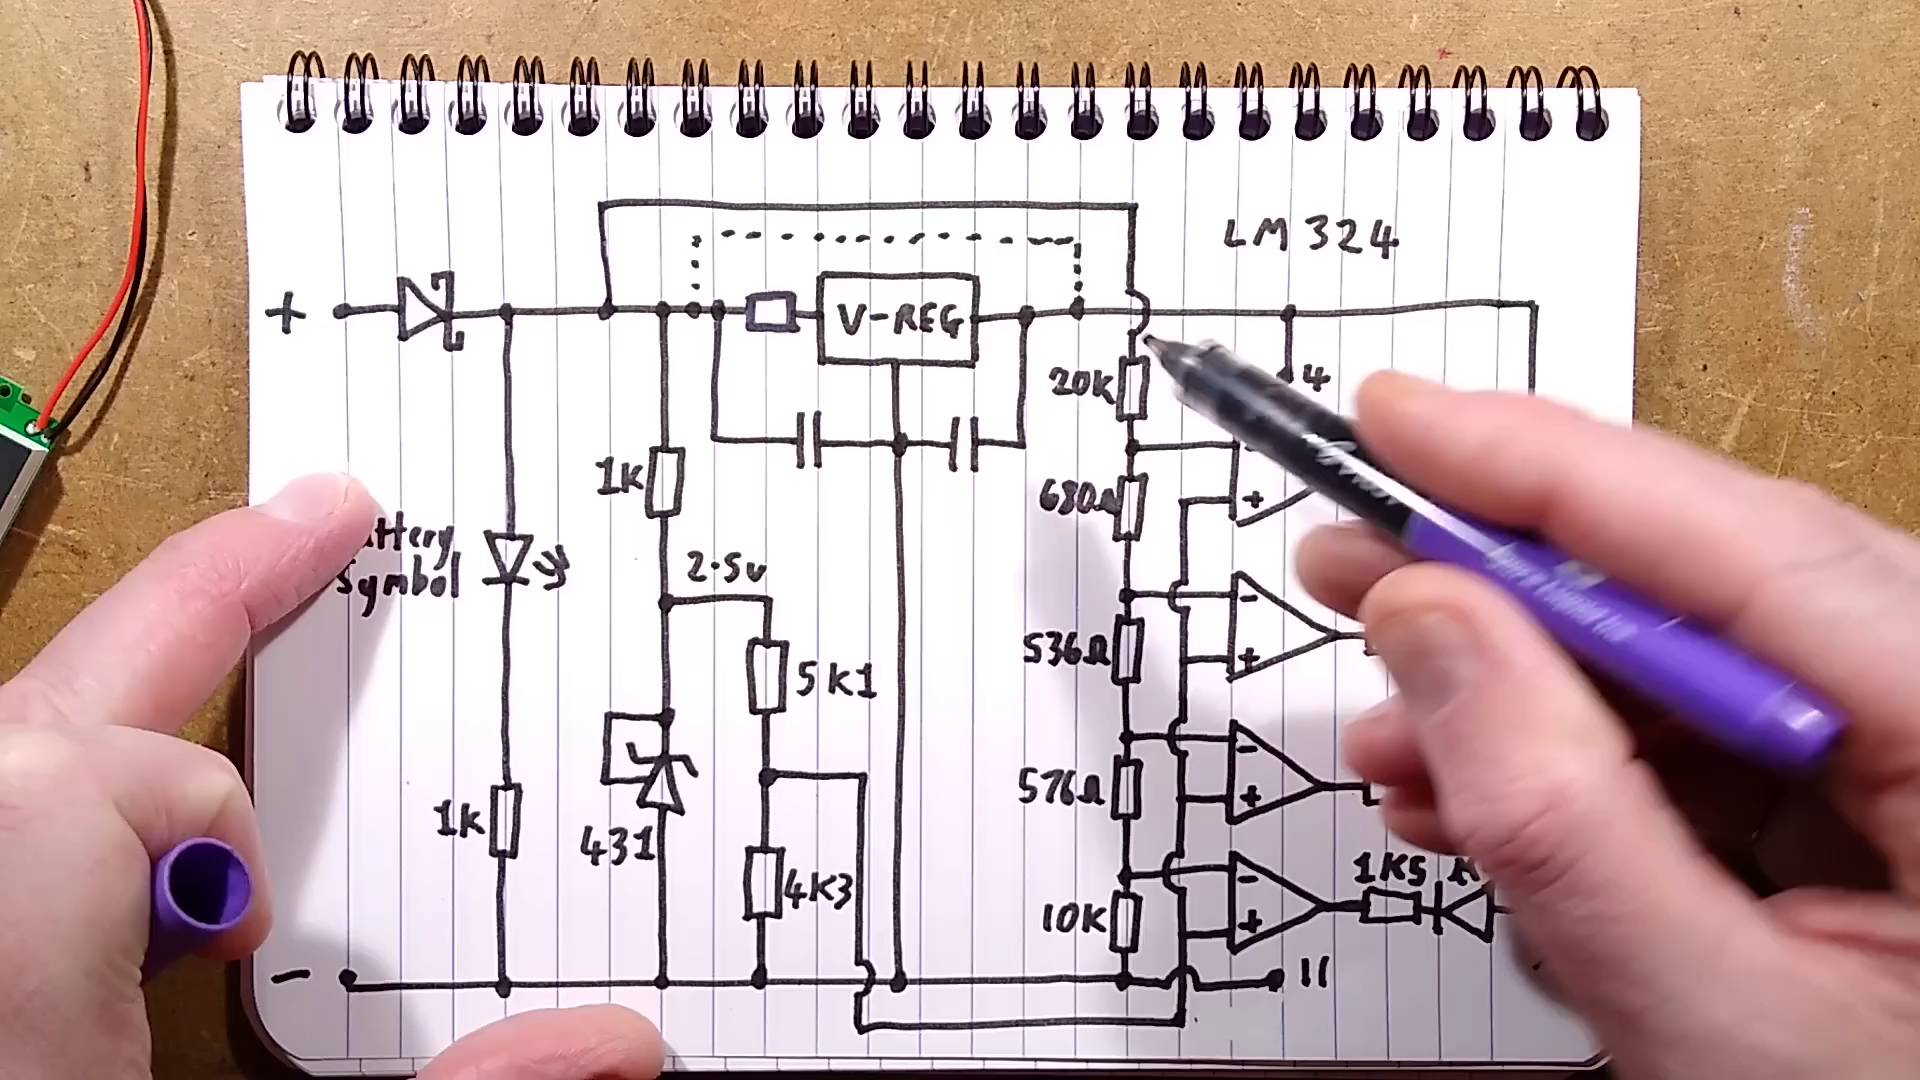 LM324
+
V-REG
20K
4
1K
680Ω
+
Battery
Symbol
2.5v
-
536Ω
+
5K1
-
576Ω
+
1K
431
4K3
-
1K5
10K
+
-
11